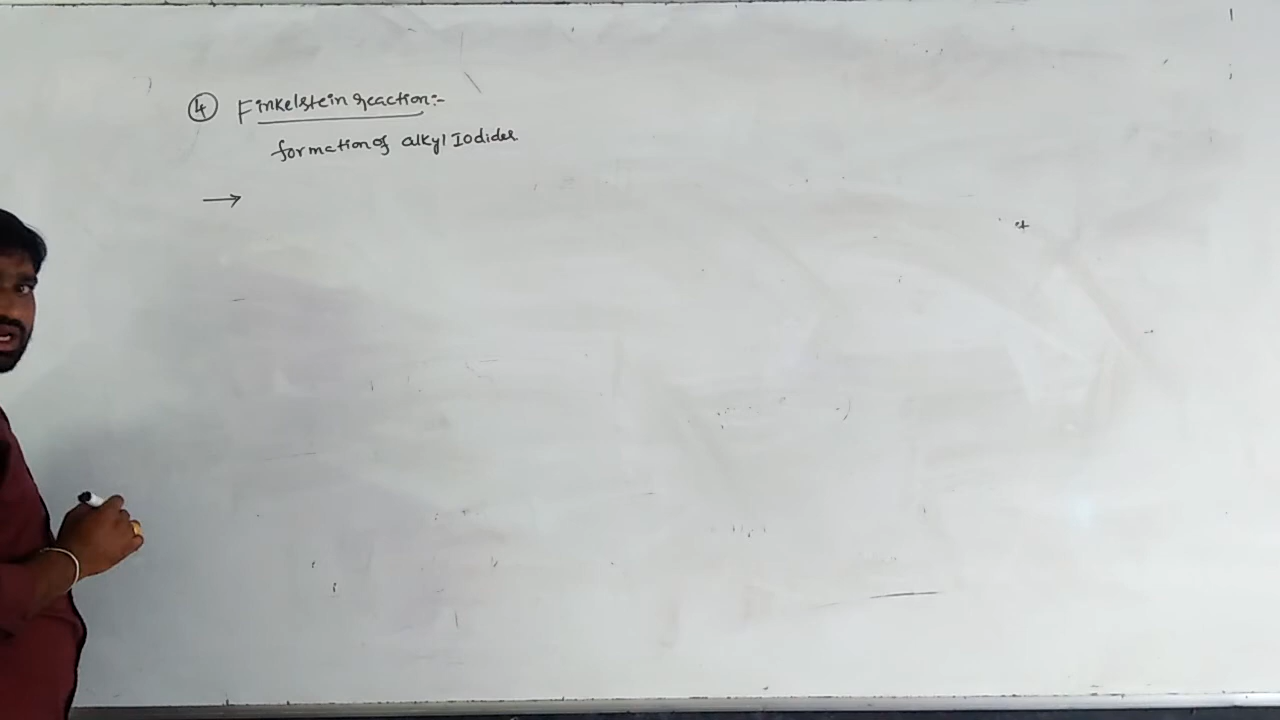 ④ Finkelstein reaction:-
formation of alkyl Iodides
→